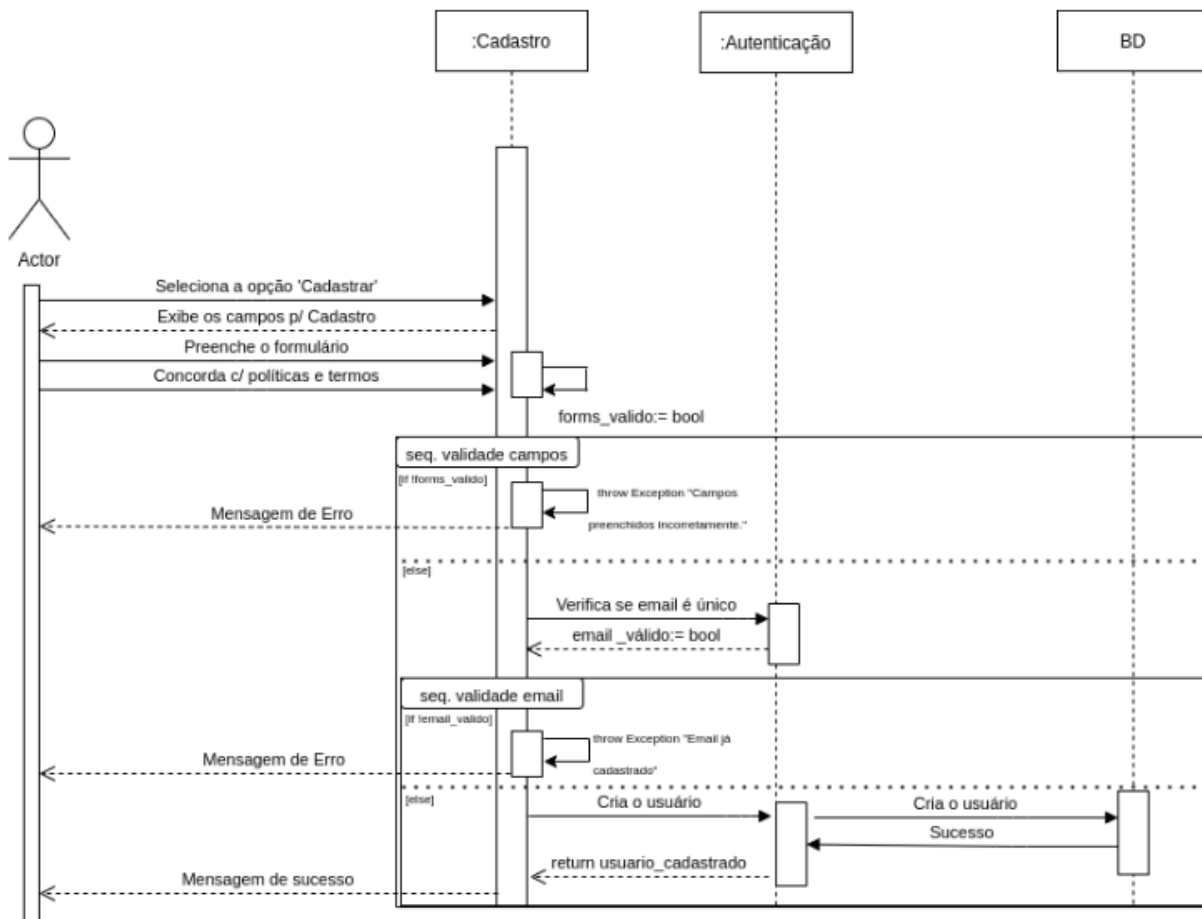 :Cadastro
:Autenticação
BD
Actor
Seleciona a opção 'Cadastrar'
Exibe os campos p/ Cadastro
Preenche o formulário
Concorda c/ políticas e termos
forms_valido:= bool
seq. validade campos
[if !forms_valido]
throw Exception "Campos
preenchidos incorretamente."
Mensagem de Erro
[else]
Verifica se email é único
email _válido:= bool
seq. validade email
[if !email_valido]
throw Exception "Email já
cadastrado"
Mensagem de Erro
[else]
Cria o usuário
Cria o usuário
Sucesso
return usuario_cadastrado
Mensagem de sucesso